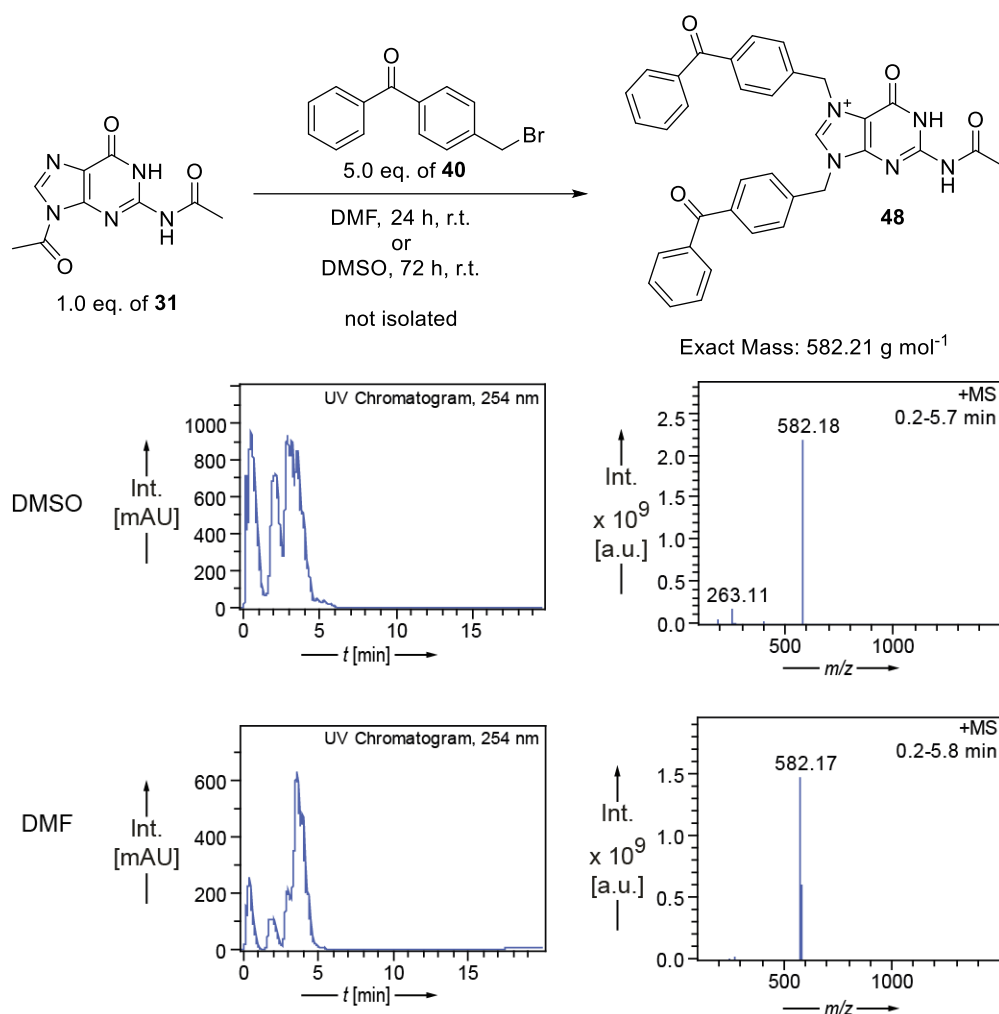 O
Br
5.0 eq. of 40
DMF, 24 h, r.t.
or
DMSO, 72 h, r.t.
not isolated
O
N
NH
O
N
N
N
H
O
1.0 eq. of 31
O
N+
O
NH
O
N
N
N
H
O
48
Exact Mass: 582.21 g mol-1
DMSO
Int.
[mAU]
UV Chromatogram, 254 nm
1000
800
600
400
200
0
0 5 10 15
t [min]
Int.
x 10^9
[a.u.]
+MS
0.2-5.7 min
582.18
263.11
2.5
2.0
1.5
1.0
0.5
0.0
500 1000
m/z
DMF
Int.
[mAU]
UV Chromatogram, 254 nm
600
400
200
0
0 5 10 15
t [min]
Int.
x 10^9
[a.u.]
+MS
0.2-5.8 min
582.17
1.5
1.0
0.5
0.0
500 1000
m/z